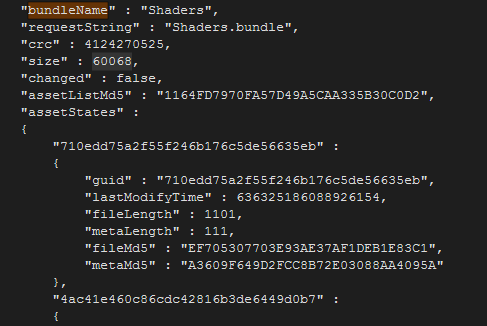 "bundleName" : "Shaders",
"requestString" : "Shaders.bundle",
"crc" : 4124270525,
"size" : 60068,
"changed" : false,
"assetListMd5" : "1164FD7970FA57D49A5CAA335B30C0D2",
"assetStates" :
{
"710edd75a2f55f246b176c5de56635eb" :
{
"guid" : "710edd75a2f55f246b176c5de56635eb",
"lastModifyTime" : 636325186088926154,
"fileLength" : 1101,
"metaLength" : 111,
"fileMd5" : "EF705307703E93AE37AF1DEB1E83C1",
"metaMd5" : "A3609F649D2FCC8B72E03088AA4095A"
},
"4ac41e460c86cdc42816b3de6449d0b7" :
{